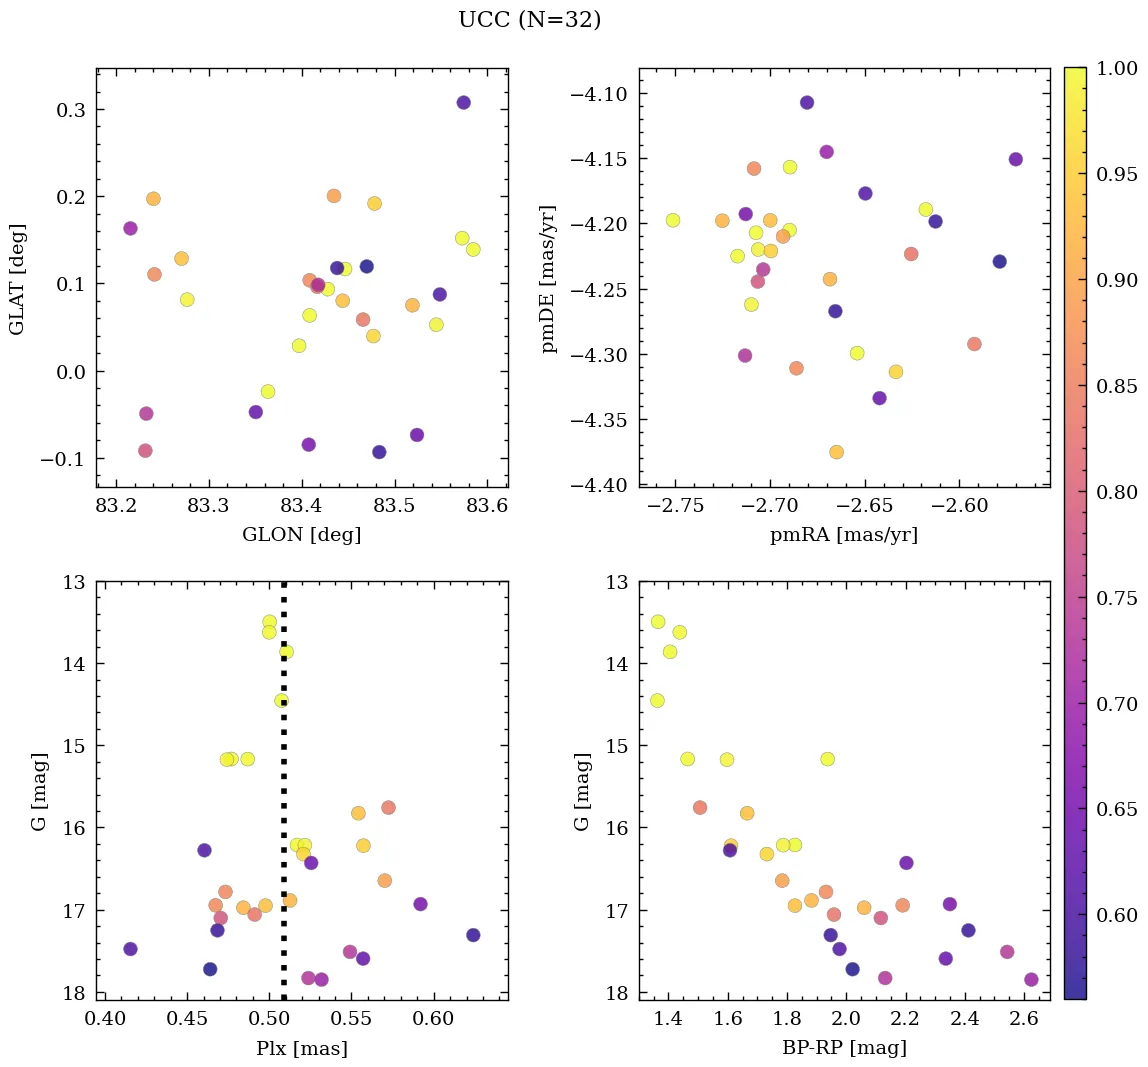 UCC (N=32)
0.3
0.2
0.1
0.0
−0.1
GLAT [deg]
83.2 83.3 83.4 83.5 83.6
GLON [deg]
−4.10
−4.15
−4.20
−4.25
−4.30
−4.35
−4.40
pmDE [mas/yr]
−2.75 −2.70 −2.65 −2.60
pmRA [mas/yr]
13
14
15
16
17
18
G [mag]
0.40 0.45 0.50 0.55 0.60
Plx [mas]
13
14
15
16
17
18
G [mag]
1.4 1.6 1.8 2.0 2.2 2.4 2.6
BP-RP [mag]
1.00
0.95
0.90
0.85
0.80
0.75
0.70
0.65
0.60